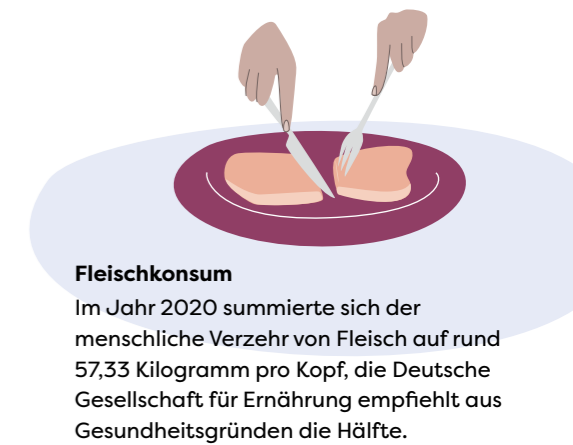 Fleischkonsum
Im Jahr 2020 summierte sich der
menschliche Verzehr von Fleisch auf rund
57,33 Kilogramm pro Kopf, die Deutsche
Gesellschaft für Ernährung empfiehlt aus
Gesundheitsgründen die Hälfte.